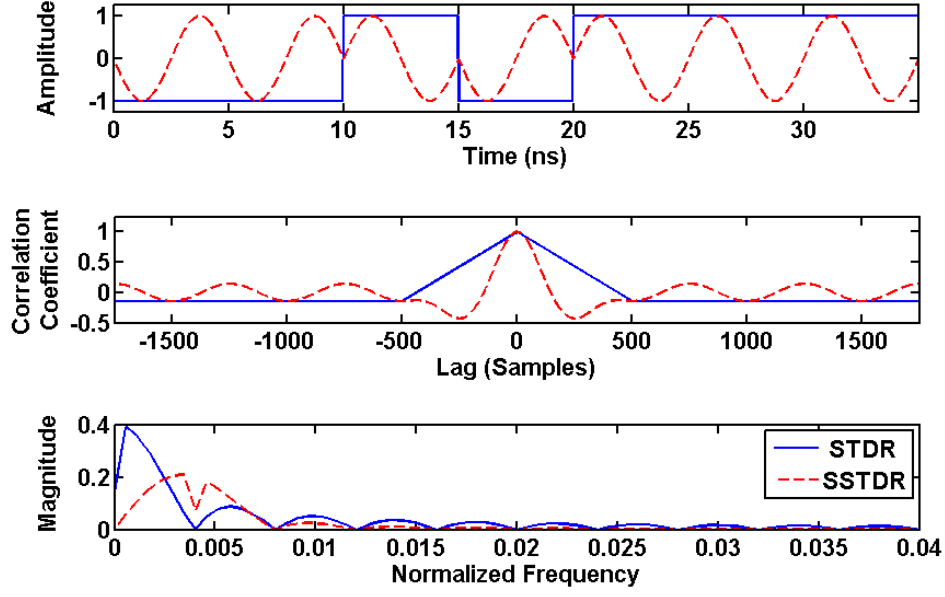 Amplitude
1
0
-1
0 5 10 15 20 25 30
Time (ns)
Correlation
Coefficient
1
0.5
0
-0.5
-1500 -1000 -500 0 500 1000 1500
Lag (Samples)
Magnitude
0.4
0.2
0
STDR
SSTDR
0 0.005 0.01 0.015 0.02 0.025 0.03 0.035 0.04
Normalized Frequency